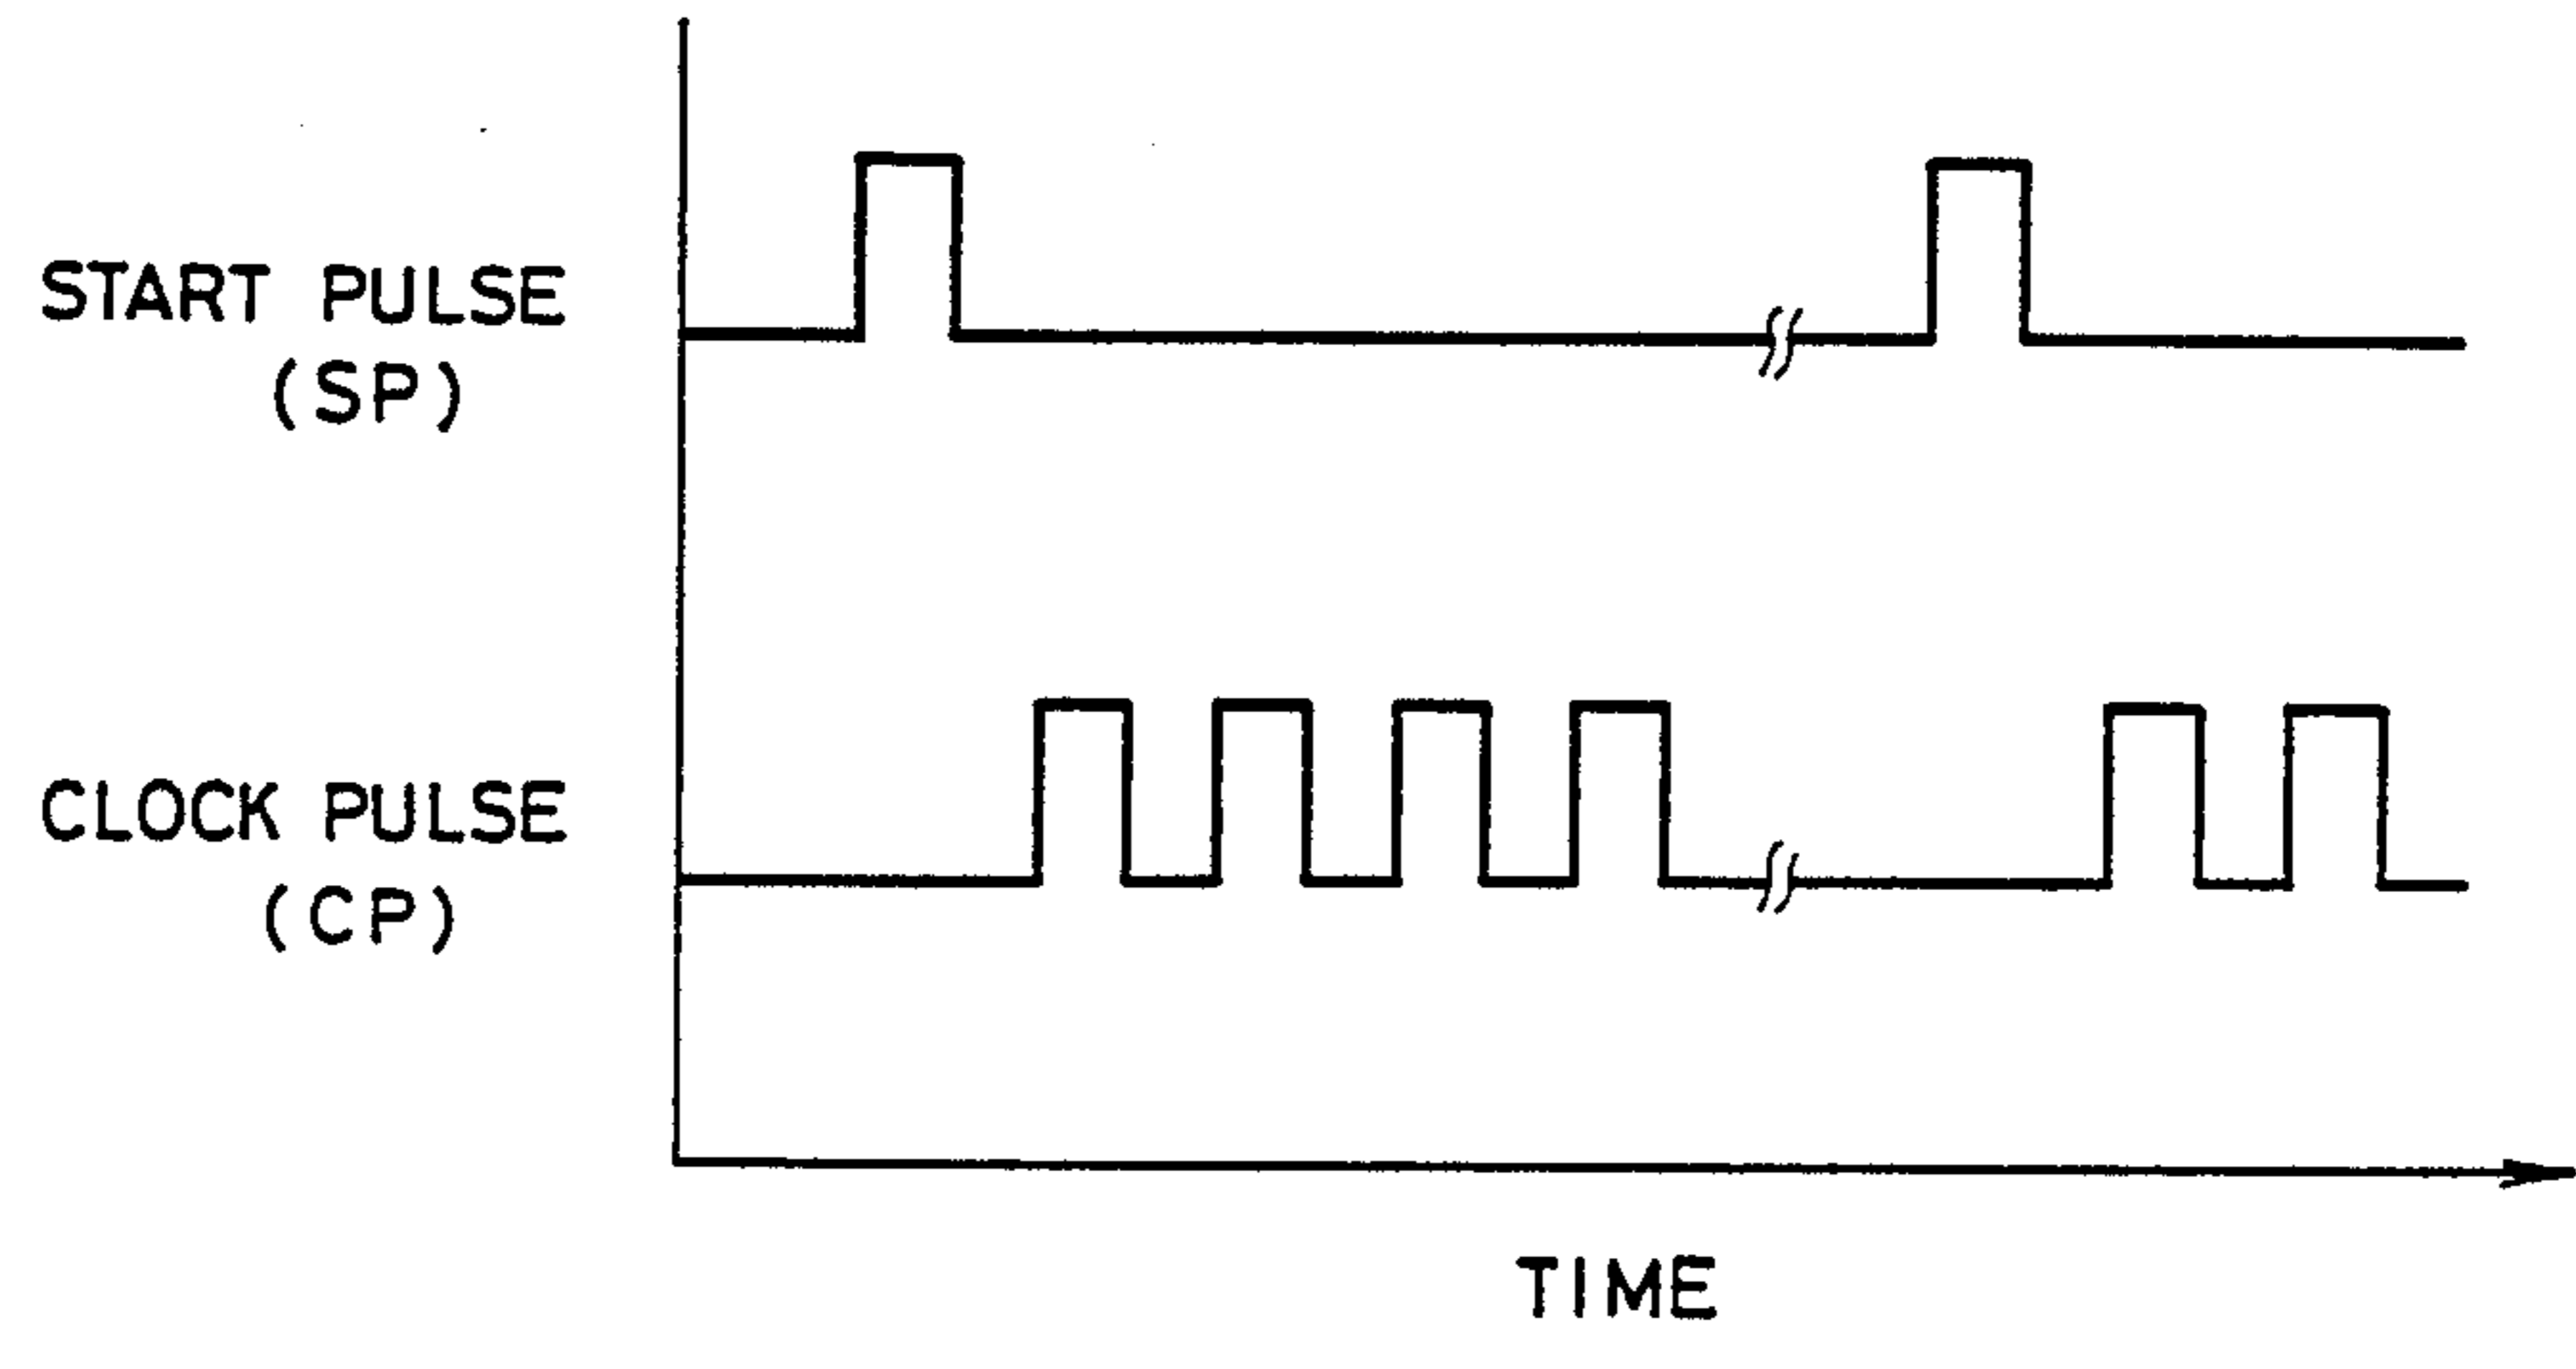 START PULSE
(SP)
CLOCK PULSE
(CP)
TIME